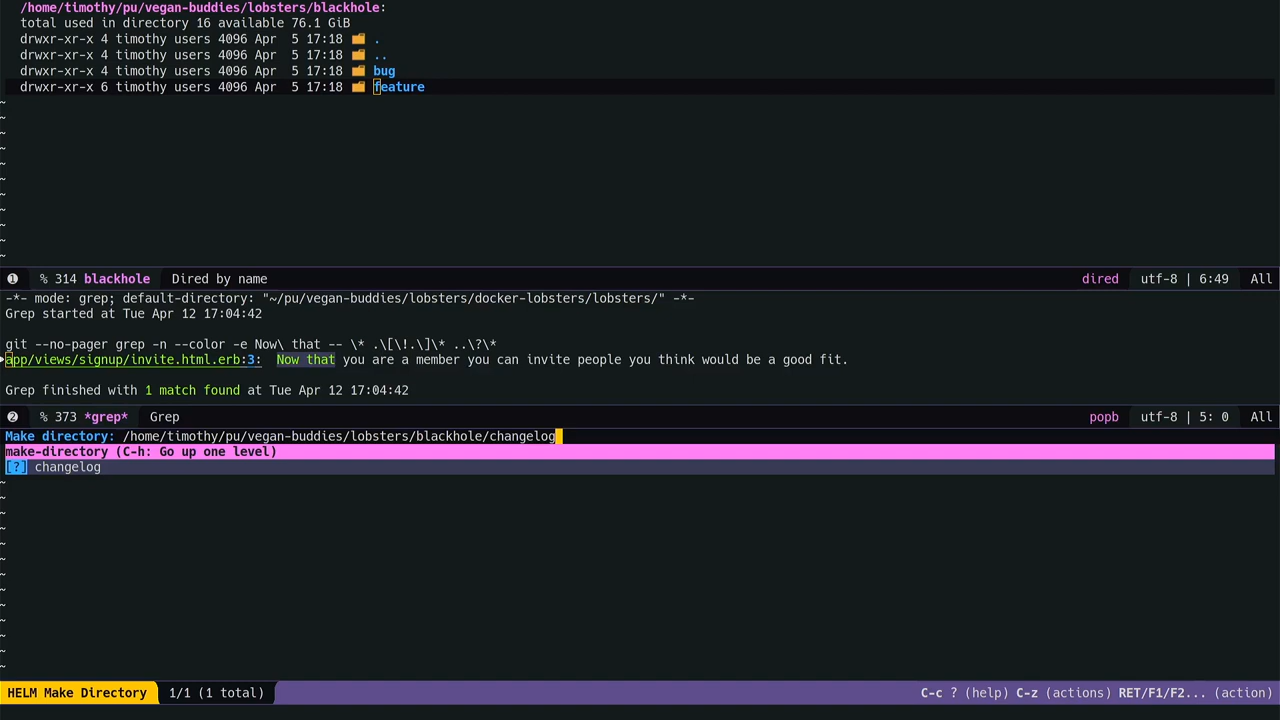 /home/timothy/pu/vegan-buddies/lobsters/blackhole:
total used in directory 16 available 76.1 GiB
drwxr-xr-x 4 timothy users 4096 Apr  5 17:18 .
drwxr-xr-x 4 timothy users 4096 Apr  5 17:18 ..
drwxr-xr-x 4 timothy users 4096 Apr  5 17:18 bug
drwxr-xr-x 6 timothy users 4096 Apr  5 17:18 feature
~
~
~
~
~
~
~
~
~
~
~
❶ % 314 blackhole Dired by name dired utf-8 | 6:49 All
-*- mode: grep; default-directory: "~/pu/vegan-buddies/lobsters/docker-lobsters/lobsters/" -*-
Grep started at Tue Apr 12 17:04:42
git --no-pager grep -n --color -e Now\ that -- \* .\[\!.\]\* ..\?\*
app/views/signup/invite.html.erb:3:  Now that you are a member you can invite people you think would be a good fit.
Grep finished with 1 match found at Tue Apr 12 17:04:42
❷ % 373 *grep* Grep popb utf-8 | 5: 0 All
Make directory: /home/timothy/pu/vegan-buddies/lobsters/blackhole/changelog
make-directory (C-h: Go up one level)
[?] changelog
~
~
~
~
~
~
~
~
~
~
~
~
~
HELM Make Directory 1/1 (1 total) C-c ? (help) C-z (actions) RET/F1/F2... (action)